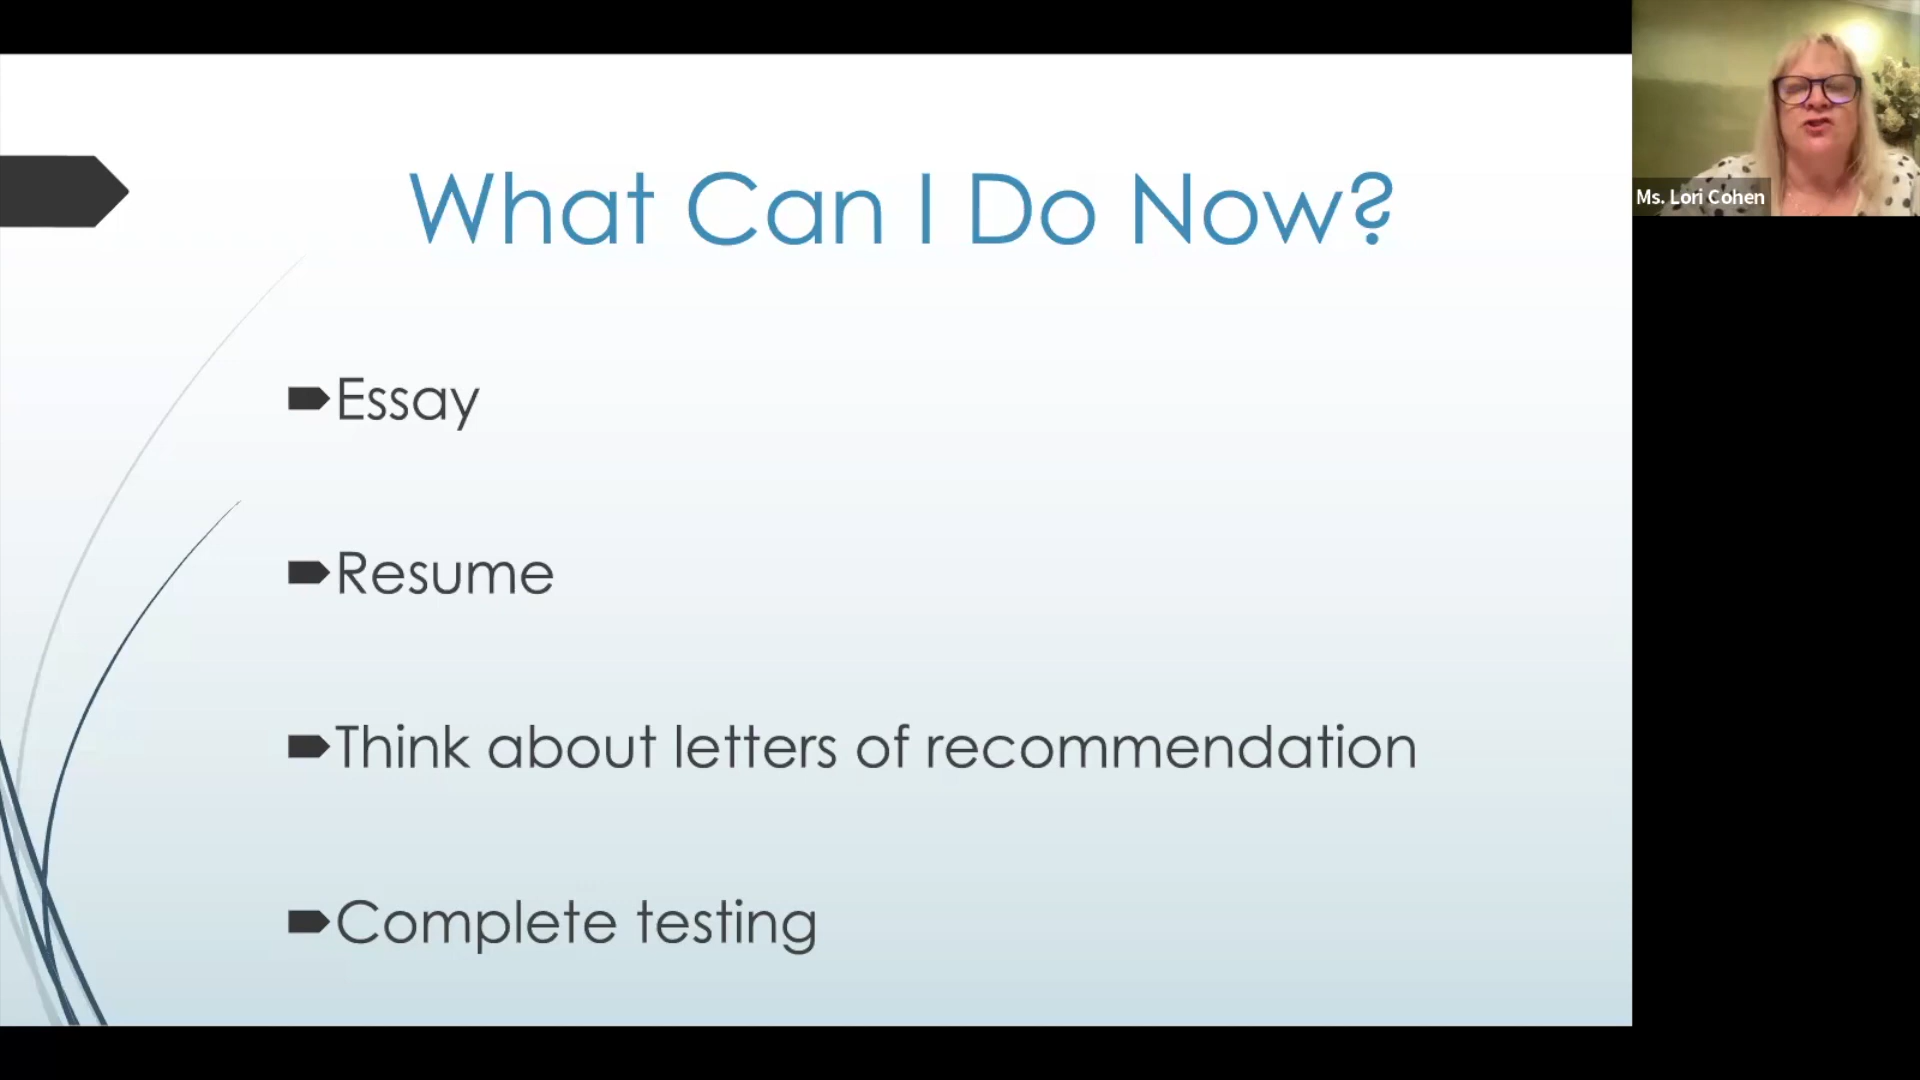 What Can I Do Now?
Essay
Resume
Think about letters of recommendation
Complete testing
Ms. Lori Cohen